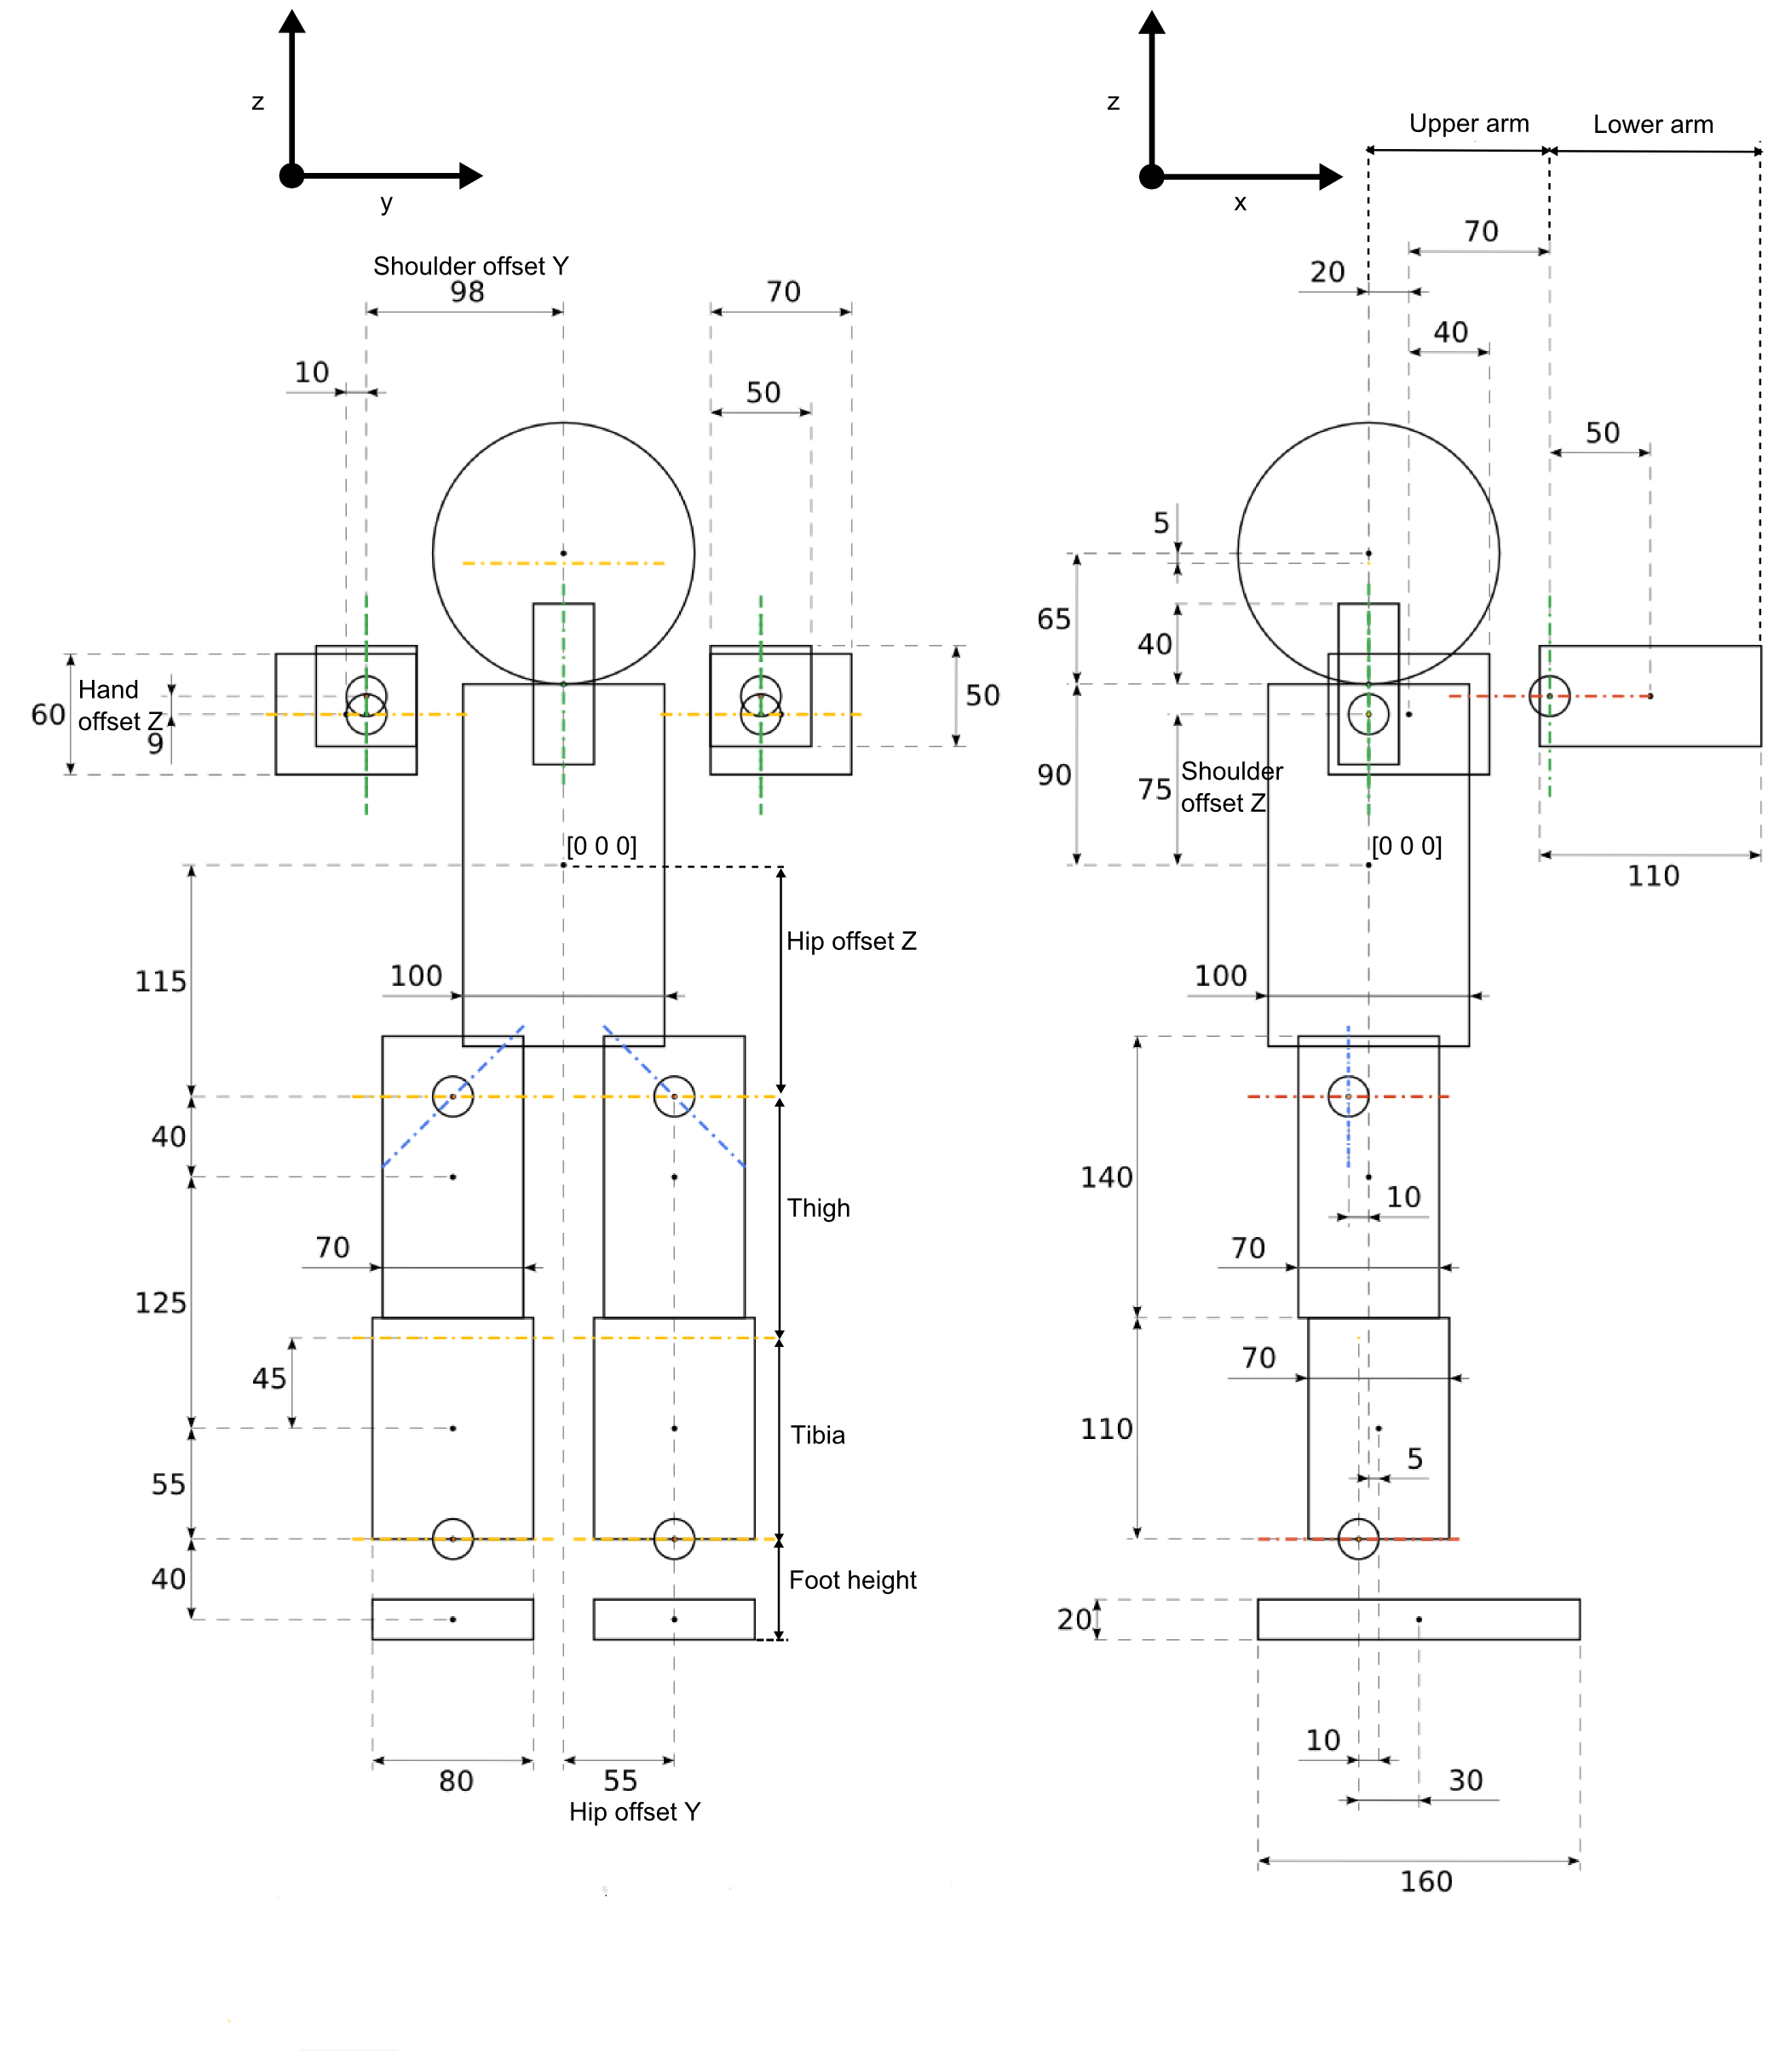 z
y
z
x
Upper arm
Lower arm
Shoulder offset Y
98
70
10
50
70
20
40
50
5
65
40
Hand
offset Z
60
9
50
Shoulder
offset Z
90
75
[0 0 0]
[0 0 0]
110
Hip offset Z
115
100
100
40
140
10
Thigh
70
70
125
70
45
Tibia
110
5
55
40
Foot height
20
10
80
55
30
Hip offset Y
160